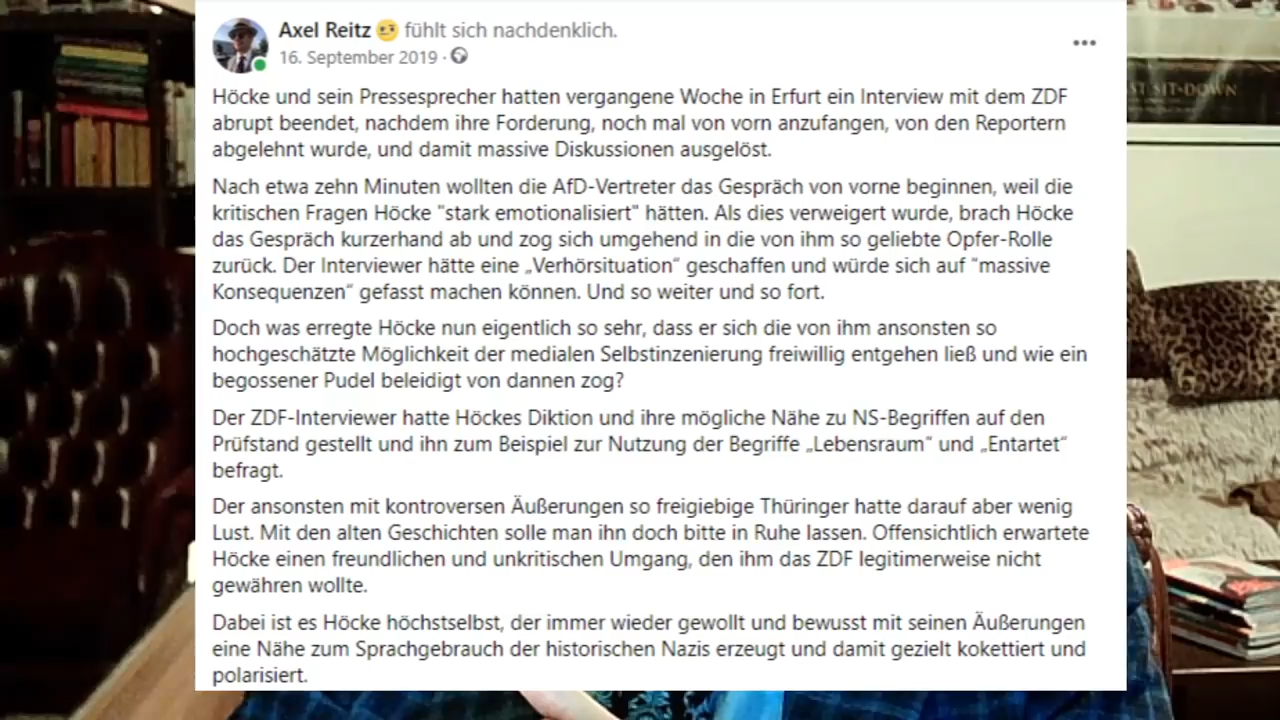 Axel Reitz fühlt sich nachdenklich.
16. September 2019 ·
Höcke und sein Pressesprecher hatten vergangene Woche in Erfurt ein Interview mit dem ZDF
abrupt beendet, nachdem ihre Forderung, noch mal von vorn anzufangen, von den Reportern
abgelehnt wurde, und damit massive Diskussionen ausgelöst.
Nach etwa zehn Minuten wollten die AfD-Vertreter das Gespräch von vorne beginnen, weil die
kritischen Fragen Höcke "stark emotionalisiert" hätten. Als dies verweigert wurde, brach Höcke
das Gespräch kurzerhand ab und zog sich umgehend in die von ihm so geliebte Opfer-Rolle
zurück. Der Interviewer hätte eine „Verhörsituation“ geschaffen und würde sich auf "massive
Konsequenzen“ gefasst machen können. Und so weiter und so fort.
Doch was erregte Höcke nun eigentlich so sehr, dass er sich die von ihm ansonsten so
hochgeschätzte Möglichkeit der medialen Selbstinzenierung freiwillig entgehen ließ und wie ein
begossener Pudel beleidigt von dannen zog?
Der ZDF-Interviewer hatte Höckes Diktion und ihre mögliche Nähe zu NS-Begriffen auf den
Prüfstand gestellt und ihn zum Beispiel zur Nutzung der Begriffe „Lebensraum“ und „Entartet“
befragt.
Der ansonsten mit kontroversen Äußerungen so freigiebige Thüringer hatte darauf aber wenig
Lust. Mit den alten Geschichten solle man ihn doch bitte in Ruhe lassen. Offensichtlich erwartete
Höcke einen freundlichen und unkritischen Umgang, den ihm das ZDF legitimerweise nicht
gewähren wollte.
Dabei ist es Höcke höchstselbst, der immer wieder gewollt und bewusst mit seinen Äußerungen
eine Nähe zum Sprachgebrauch der historischen Nazis erzeugt und damit gezielt kokettiert und
polarisiert.
SIT-DOWN